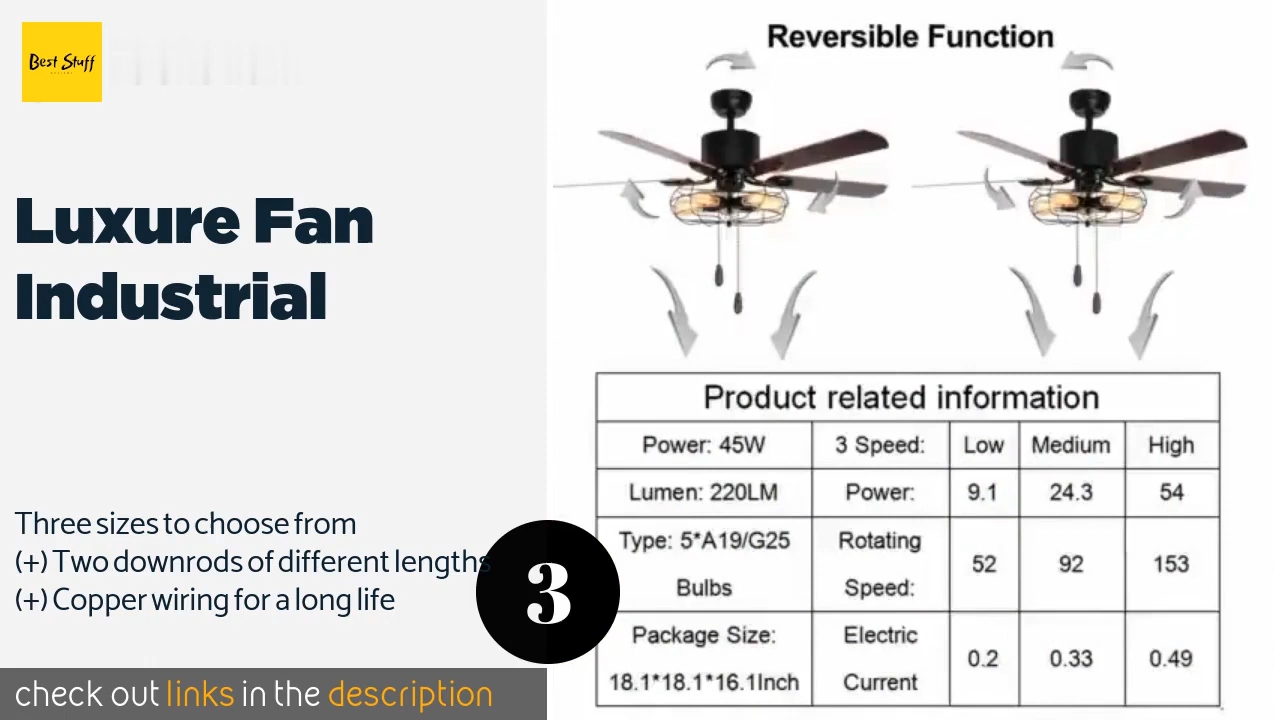 Best Stuff
Luxure Fan
Industrial
Three sizes to choose from
(+) Two downrods of different lengths
(+) Copper wiring for a long life
3
check out links in the description
Reversible Function
Product related information
Power: 45W 3 Speed: Low Medium High
Lumen: 220LM Power: 9.1 24.3 54
Type: 5*A19/G25 Bulbs Rotating Speed: 52 92 153
Package Size: 18.1*18.1*16.1Inch Electric Current 0.2 0.33 0.49